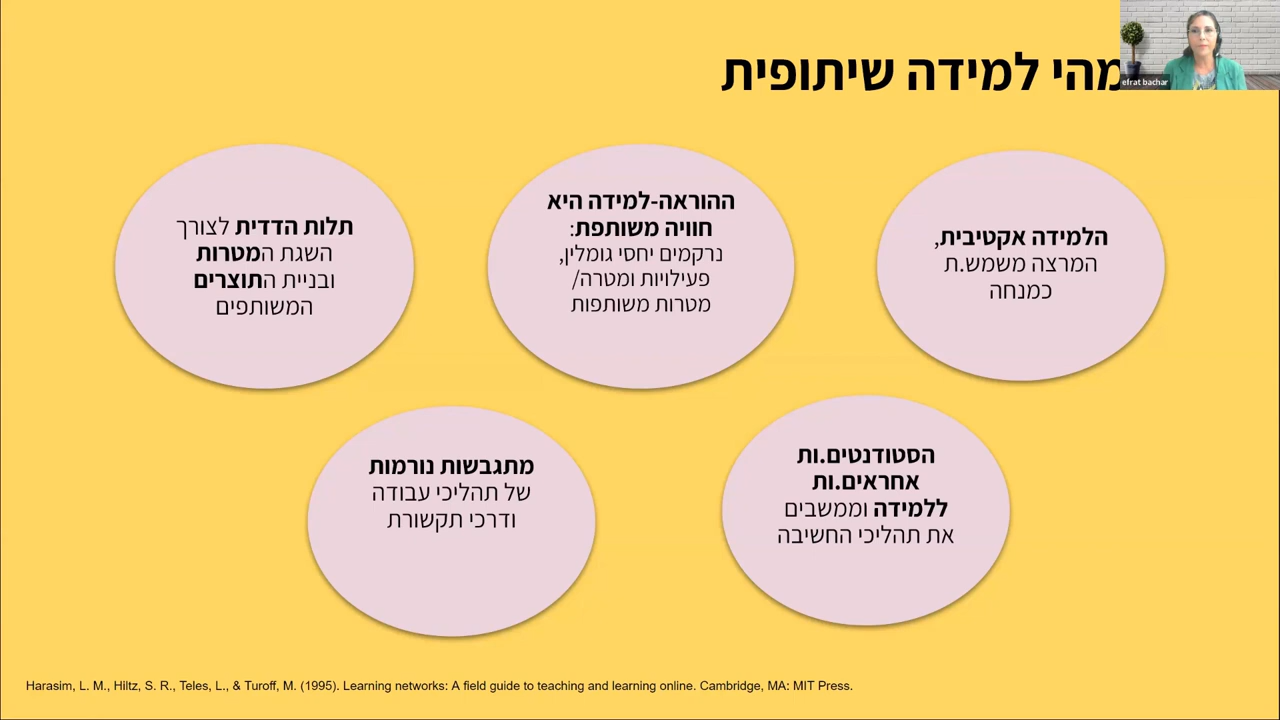 מהי למידה שיתופית
efrat bachar
הלמידה אקטיבית,
המרצה משמש.ת
כמנחה
ההוראה-למידה היא
חוויה משותפת:
נרקמים יחסי גומלין,
פעילויות ומטרה/
מטרות משותפות
תלות הדדית לצורך
השגת המטרות
ובניית התוצרים
המשותפים
הסטודנטים.ות
אחראים.ות
ללמידה וממשבים
את תהליכי החשיבה
מתגבשות נורמות
של תהליכי עבודה
ודרכי תקשורת
Harasim, L. M., Hiltz, S. R., Teles, L., & Turoff, M. (1995). Learning networks: A field guide to teaching and learning online. Cambridge, MA: MIT Press.